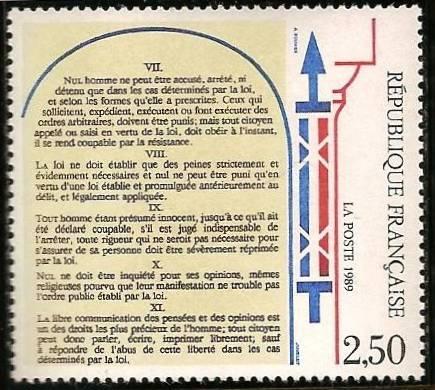 VII.
NUL homme ne peut être accusé, arrêté, ni
détenu que dans les cas déterminés par la loi,
et selon les formes qu'elle a prescrites. Ceux qui
sollicitent, expédient, exécutent ou font exécuter des
ordres arbitraires, doivent être punis; mais tout citoyen
appelé ou saisi en vertu de la loi, doit obéir à l'instant,
il se rend coupable par la résistance.
VIII.
LA loi ne doit établir que des peines strictement et
évidemment nécessaires et nul ne peut être puni qu'en
vertu d'une loi établie et promulguée antérieurement au
délit, et légalement appliquée.
IX.
TOUT homme étant présumé innocent, jusqu'à ce qu'il ait
été déclaré coupable, s'il est jugé indispensable de
l'arrêter, toute rigueur qui ne seroit pas nécessaire pour
s'assurer de sa personne doit être sévèrement réprimée
par la loi.
X.
NUL ne doit être inquiété pour ses opinions, mêmes
religieuses pourvu que leur manifestation ne trouble pas
l'ordre public établi par la loi.
XI.
LA libre communication des pensées et des opinions est
un des droits les plus précieux de l'homme; tout citoyen
peut donc parler, écrire, imprimer librement; sauf
à répondre de l'abus de cette liberté dans les cas
déterminés par la loi.
RÉPUBLIQUE FRANÇAISE
LA POSTE 1989
2,50